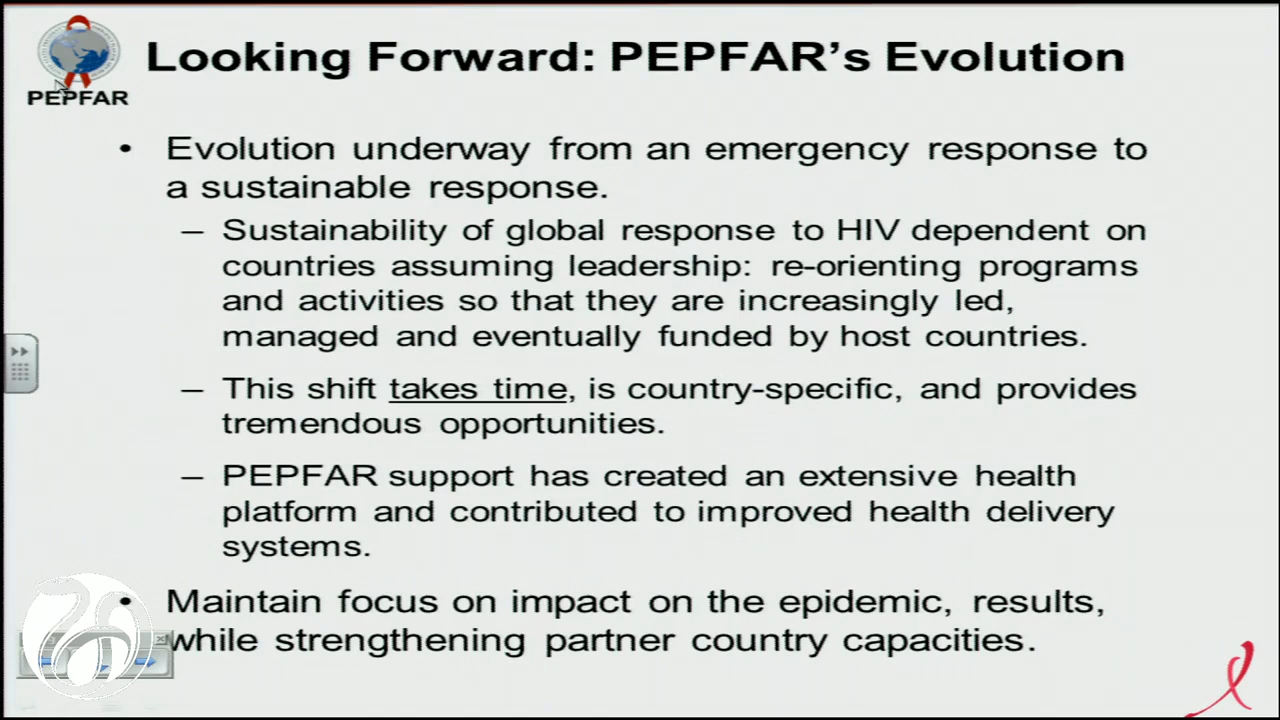 Looking Forward: PEPFAR's Evolution
PEPFAR
• Evolution underway from an emergency response to
a sustainable response.
– Sustainability of global response to HIV dependent on
countries assuming leadership: re-orienting programs
and activities so that they are increasingly led,
managed and eventually funded by host countries.
– This shift takes time, is country-specific, and provides
tremendous opportunities.
– PEPFAR support has created an extensive health
platform and contributed to improved health delivery
systems.
• Maintain focus on impact on the epidemic, results,
while strengthening partner country capacities.